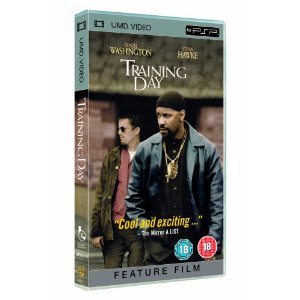 UMD VIDEO
for PSP
DENZEL ETHAN
WASHINGTON HAWKE
TRAINING
DAY
"Cool and exciting ..."
– The Mirror A LIST
18 18
FEATURE FILM
UMD VIDEO
TRAINING DAY